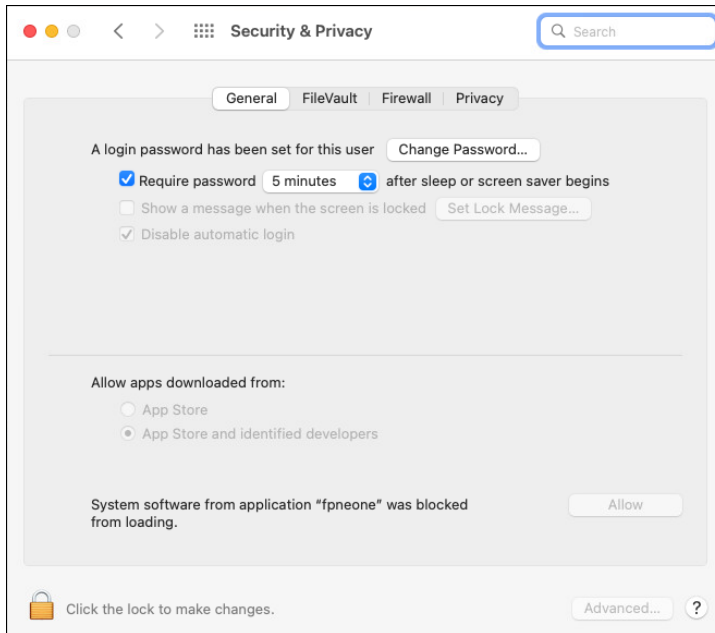 Security & Privacy
Search
General FileVault Firewall Privacy
A login password has been set for this user Change Password...
Require password 5 minutes after sleep or screen saver begins
Show a message when the screen is locked Set Lock Message...
Disable automatic login
Allow apps downloaded from:
App Store
App Store and identified developers
System software from application “fpneone” was blocked
from loading.
Allow
Click the lock to make changes.
Advanced... ?